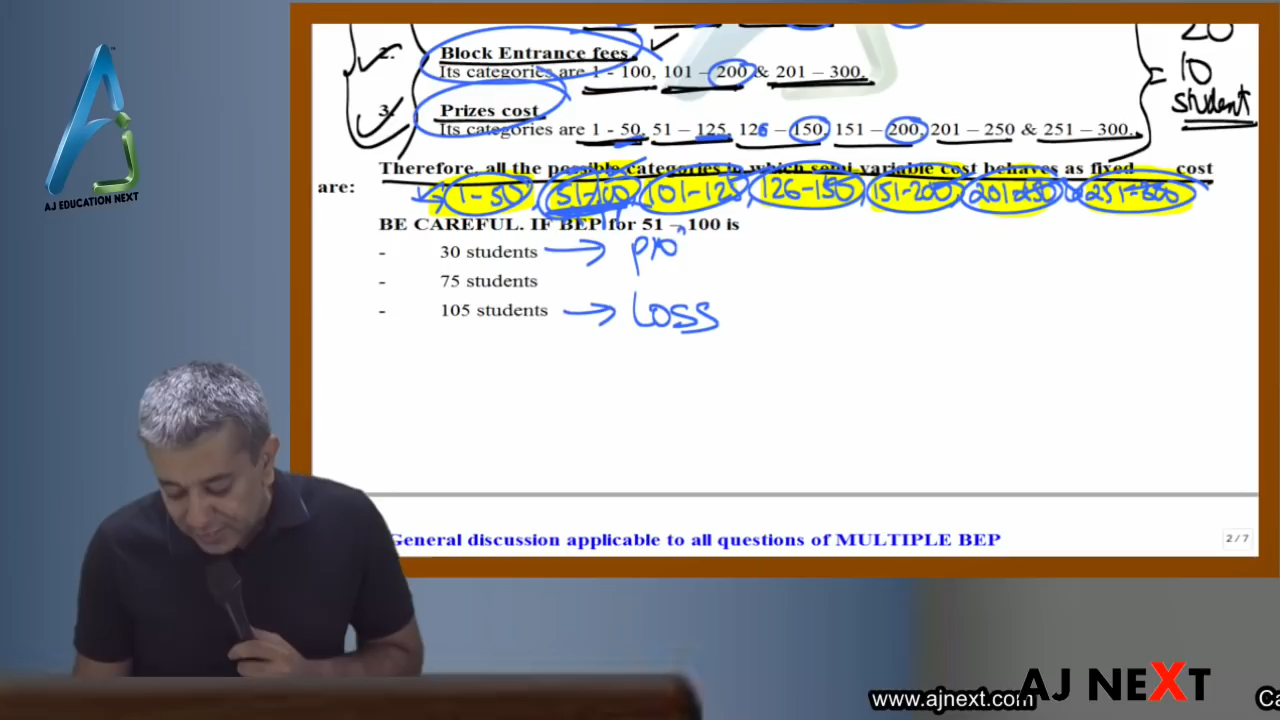 20
2. Block Entrance fees
Its categories are 1 - 100, 101 – 200 & 201 – 300.
10
student
3. Prizes cost
Its categories are 1 - 50, 51 – 125, 126 – 150, 151 – 200, 201 – 250 & 251 – 300.
Therefore, all the possible categories in which semi-variable cost behaves as fixed cost
are: 1 - 50 51-100 101-125 126-150 151-200 201-250 & 251-300
BE CAREFUL. IF BEP for 51 – 100 is
- 30 students → pro
- 75 students
- 105 students → Loss
General discussion applicable to all questions of MULTIPLE BEP
2 / 7
AJ EDUCATION NEXT
AJ NEXT
www.ajnext.com
Ca